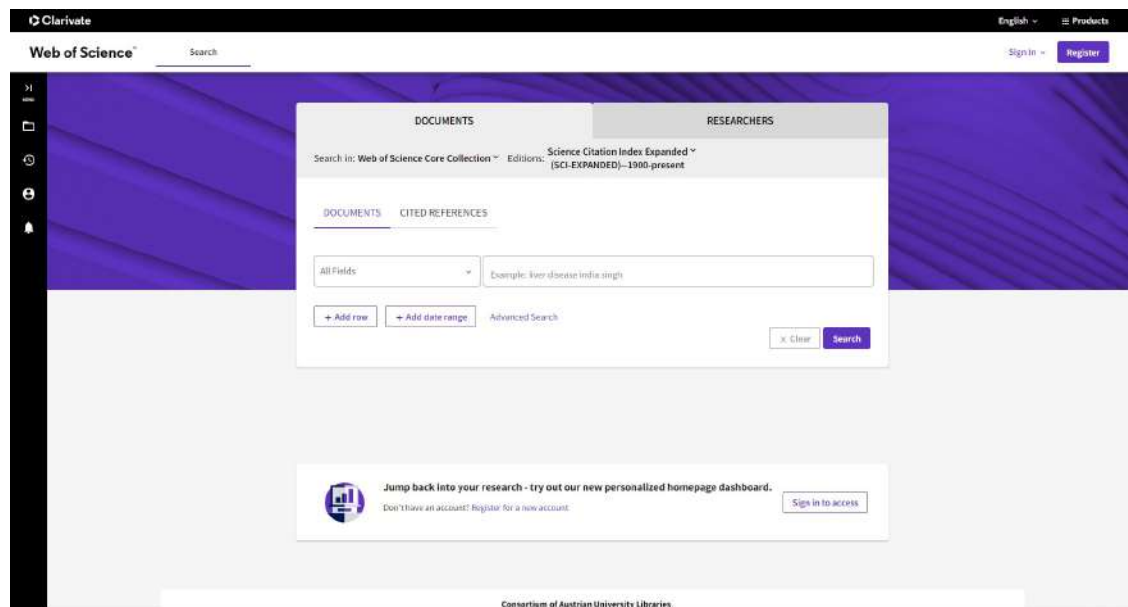 Clarivate
English
Products
Web of Science™
Search
Sign In
Register
MENU
DOCUMENTS
RESEARCHERS
Search in: Web of Science Core Collection Editions: Science Citation Index Expanded
(SCI-EXPANDED)--1900-present
DOCUMENTS CITED REFERENCES
All Fields
Example: liver disease india singh
+ Add row
+ Add date range
Advanced Search
× Clear
Search
Jump back into your research - try out our new personalized homepage dashboard.
Don't have an account? Register for a new account
Sign in to access
Consortium of Austrian University Libraries